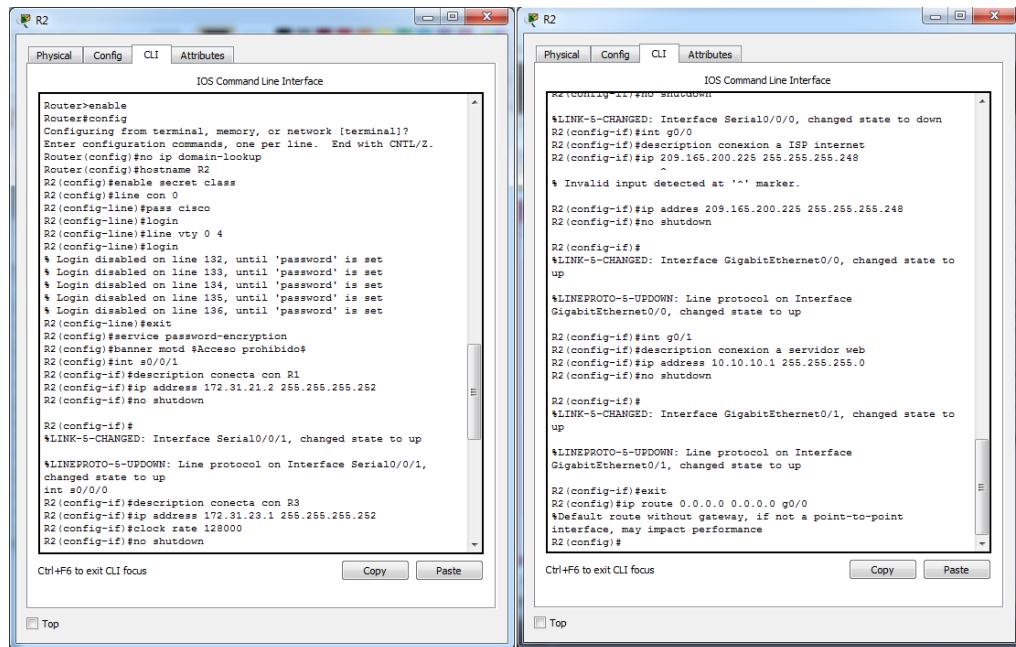 R2
Physical Config CLI Attributes
IOS Command Line Interface
Router>enable
Router#config
Configuring from terminal, memory, or network [terminal]?
Enter configuration commands, one per line. End with CNTL/Z.
Router(config)#no ip domain-lookup
Router(config)#hostname R2
R2(config)#enable secret class
R2(config)#line con 0
R2(config-line)#pass cisco
R2(config-line)#login
R2(config-line)#line vty 0 4
R2(config-line)#login
% Login disabled on line 132, until 'password' is set
% Login disabled on line 133, until 'password' is set
% Login disabled on line 134, until 'password' is set
% Login disabled on line 135, until 'password' is set
% Login disabled on line 136, until 'password' is set
R2(config-line)#exit
R2(config)#service password-encryption
R2(config)#banner motd $Acceso prohibido$
R2(config)#int s0/0/1
R2(config-if)#description conecta con R1
R2(config-if)#ip address 172.31.21.2 255.255.255.252
R2(config-if)#no shutdown
R2(config-if)#
%LINK-5-CHANGED: Interface Serial0/0/1, changed state to up
%LINEPROTO-5-UPDOWN: Line protocol on Interface Serial0/0/1,
changed state to up
int s0/0/0
R2(config-if)#description conecta con R3
R2(config-if)#ip address 172.31.23.1 255.255.255.252
R2(config-if)#clock rate 128000
R2(config-if)#no shutdown
Ctrl+F6 to exit CLI focus
Copy Paste
Top
R2
Physical Config CLI Attributes
IOS Command Line Interface
R2(config-if)#no shutdown
%LINK-5-CHANGED: Interface Serial0/0/0, changed state to down
R2(config-if)#int g0/0
R2(config-if)#description conexion a ISP internet
R2(config-if)#ip 209.165.200.225 255.255.255.248
^
% Invalid input detected at '^' marker.
R2(config-if)#ip addres 209.165.200.225 255.255.255.248
R2(config-if)#no shutdown
R2(config-if)#
%LINK-5-CHANGED: Interface GigabitEthernet0/0, changed state to
up
%LINEPROTO-5-UPDOWN: Line protocol on Interface
GigabitEthernet0/0, changed state to up
R2(config-if)#int g0/1
R2(config-if)#description conexion a servidor web
R2(config-if)#ip address 10.10.10.1 255.255.255.0
R2(config-if)#no shutdown
R2(config-if)#
%LINK-5-CHANGED: Interface GigabitEthernet0/1, changed state to
up
%LINEPROTO-5-UPDOWN: Line protocol on Interface
GigabitEthernet0/1, changed state to up
R2(config-if)#exit
R2(config)#ip route 0.0.0.0 0.0.0.0 g0/0
%Default route without gateway, if not a point-to-point
interface, may impact performance
R2(config)#
Ctrl+F6 to exit CLI focus
Copy Paste
Top